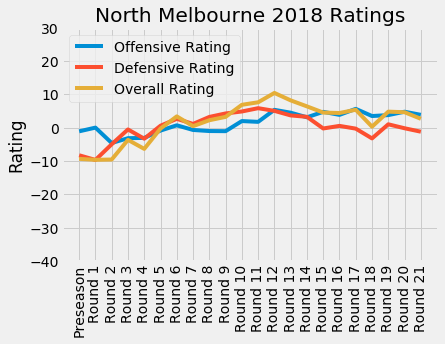 North Melbourne 2018 Ratings
Offensive Rating
Defensive Rating
Overall Rating
Rating
30
20
10
0
−10
−20
−30
−40
Preseason
Round 1
Round 2
Round 3
Round 4
Round 5
Round 6
Round 7
Round 8
Round 9
Round 10
Round 11
Round 12
Round 13
Round 14
Round 15
Round 16
Round 17
Round 18
Round 19
Round 20
Round 21